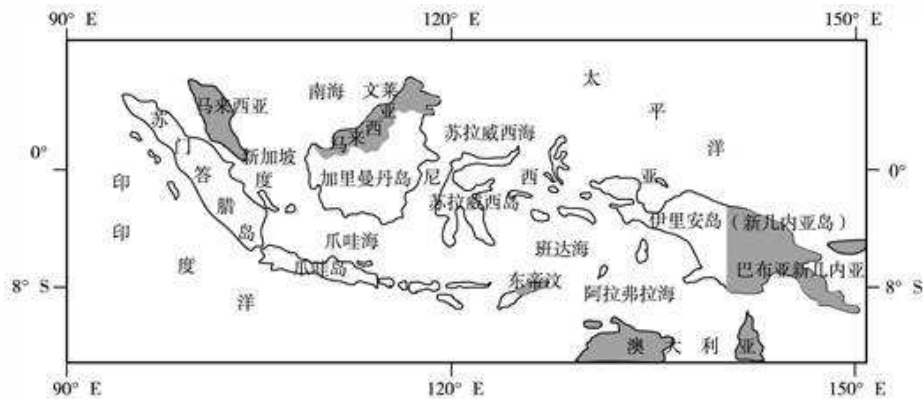 90° E 120° E 150° E
太
平
洋
南海 文莱
马来西亚
马来西亚
苏门答腊岛
新加坡
苏拉威西海
0° 0°
印度尼西亚
加里曼丹岛
苏拉威西岛
伊里安岛（新几内亚岛）
印度洋
爪哇海
班达海
爪哇岛
巴布亚新几内亚
东帝汶
阿拉弗拉海
8° S 8° S
澳大利亚
90° E 120° E 150° E